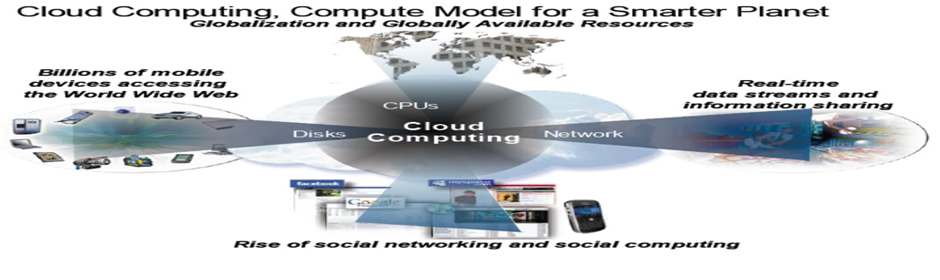 Cloud Computing, Compute Model for a Smarter Planet
Globalization and Globally Available Resources
Billions of mobile
devices accessing
the World Wide Web
Real-time
data streams and
information sharing
CPUs
Disks
Cloud
Computing
Network
facebook
myspace
Google
Rise of social networking and social computing